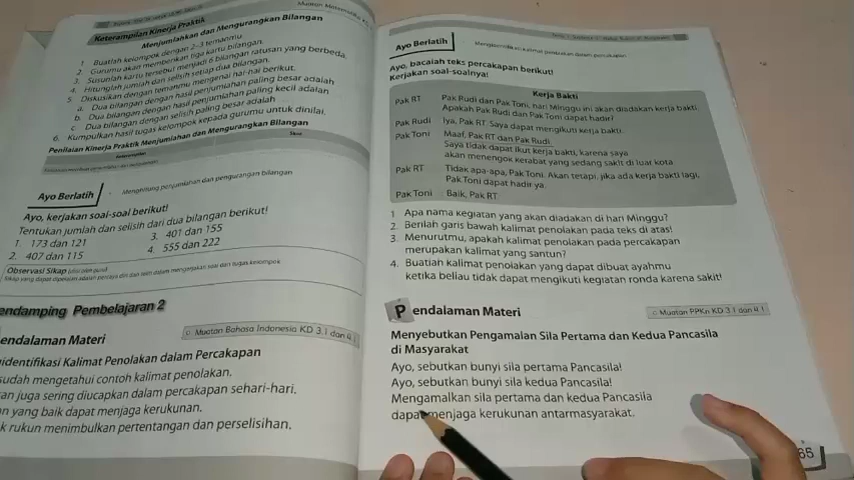 Keterampilan Kinerja Praktik
Menjumlahkan dan Mengurangkan Bilangan
1 Buatlah kelompok dengan 2–3 temanmu
2. Gurumu akan memberikan tiga kartu bilangan.
3. Susunlah kartu tersebut menjadi 6 bilangan ratusan yang berbeda.
4. Hitunglah jumlah dan selisih setiap dua bilangan.
5. Diskusikan dengan temanmu mengenai hal-hal berikut.
a. Dua bilangan dengan hasil penjumlahan paling besar adalah
b. Dua bilangan dengan hasil penjumlahan paling kecil adalah
c Dua bilangan dengan selisih paling besar adalah
6. Kumpulkan hasil tugas kelompok kepada gurumu untuk dinilai.
Penilaian Kinerja Praktik Menjumlahkan dan Mengurangkan Bilangan
Ayo Berlatih
Menghitung penjumlahan dan pengurangan bilangan
Ayo, kerjakan soal-soal berikut!
Tentukan jumlah dan selisih dari dua bilangan berikut!
1. 173 dan 121
3. 401 dan 155
2. 407 dan 115
4. 555 dan 222
Observasi Sikap
endamping Pembelajaran 2
endalaman Materi
Muatan Bahasa Indonesia KD 3.1 dan 4.1
identifikasi Kalimat Penolakan dalam Percakapan
sudah mengetahui contoh kalimat penolakan.
an juga sering diucapkan dalam percakapan sehari-hari.
n yang baik dapat menjaga kerukunan.
k rukun menimbulkan pertentangan dan perselisihan.
Ayo Berlatih
Mengidentifikasi kalimat penolakan dalam percakapan
Ayo, bacalah teks percakapan berikut!
Kerjakan soal-soalnya!
Kerja Bakti
Pak RT : Pak Rudi dan Pak Toni, hari Minggu ini akan diadakan kerja bakti.
Apakah Pak Rudi dan Pak Toni dapat hadir?
Pak Rudi : Iya, Pak RT. Saya dapat mengikuti kerja bakti.
Pak Toni : Maaf, Pak RT dan Pak Rudi.
Saya tidak dapat ikut kerja bakti, karena saya
akan menengok kerabat yang sedang sakit di luar kota
Pak RT : Tidak apa-apa, Pak Toni. Akan tetapi, jika ada kerja bakti lagi,
Pak Toni dapat hadir ya.
Pak Toni : Baik, Pak RT
1 Apa nama kegiatan yang akan diadakan di hari Minggu?
2. Berilah garis bawah kalimat penolakan pada teks di atas!
3 Menurutmu, apakah kalimat penolakan pada percakapan
merupakan kalimat yang santun?
4. Buatlah kalimat penolakan yang dapat dibuat ayahmu
ketika beliau tidak dapat mengikuti kegiatan ronda karena sakit!
Pendalaman Materi
Muatan PPKn KD 3.1 dan 4.1
Menyebutkan Pengamalan Sila Pertama dan Kedua Pancasila
di Masyarakat
Ayo, sebutkan bunyi sila pertama Pancasila!
Ayo, sebutkan bunyi sila kedua Pancasila!
Mengamalkan sila pertama dan kedua Pancasila
dapat menjaga kerukunan antarmasyarakat.
65